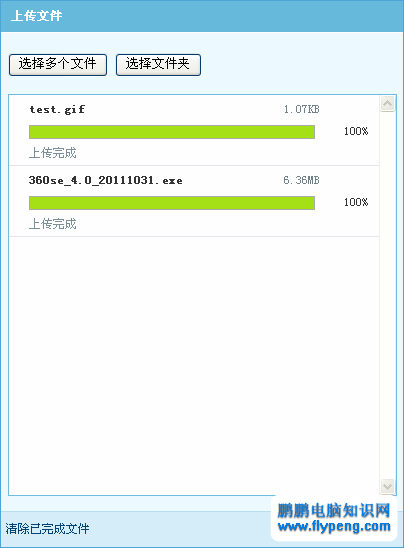 上传文件
选择多个文件 选择文件夹
test.gif 1.07KB
100%
上传完成
360se_4.0_20111031.exe 6.36MB
100%
上传完成
清除已完成文件
鹏鹏电脑知识网
www.flypeng.com